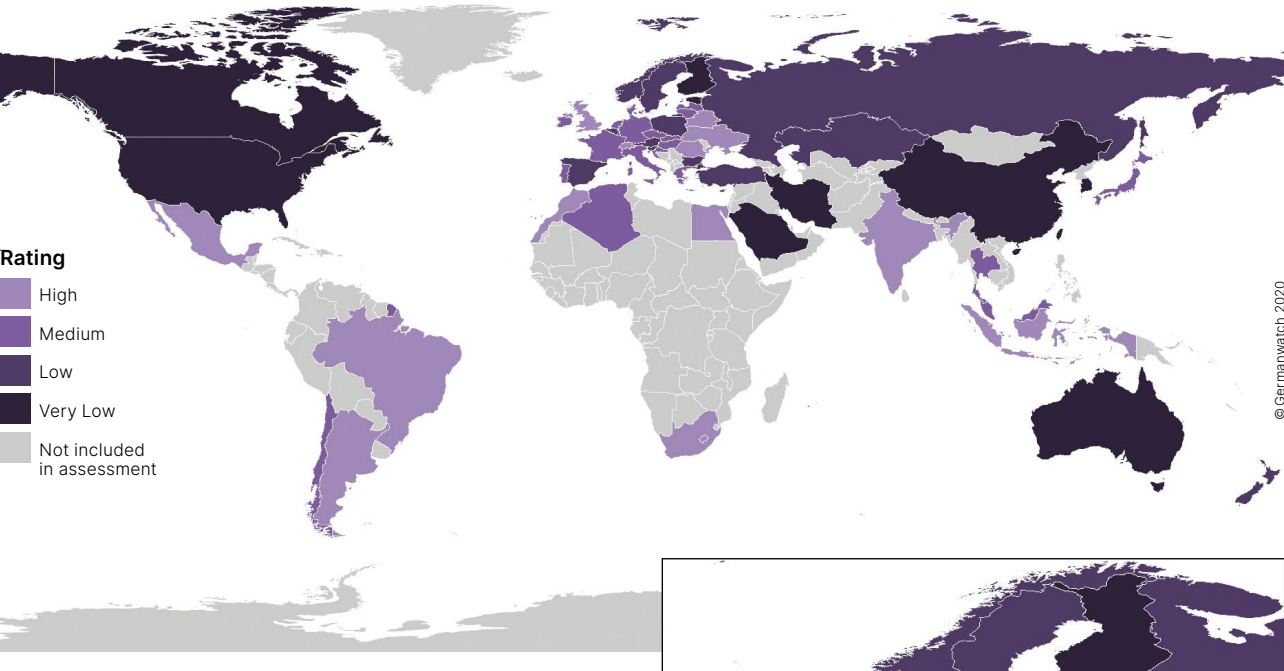 Rating
High
Medium
Low
Very Low
Not included
in assessment
© Germanwatch 2020